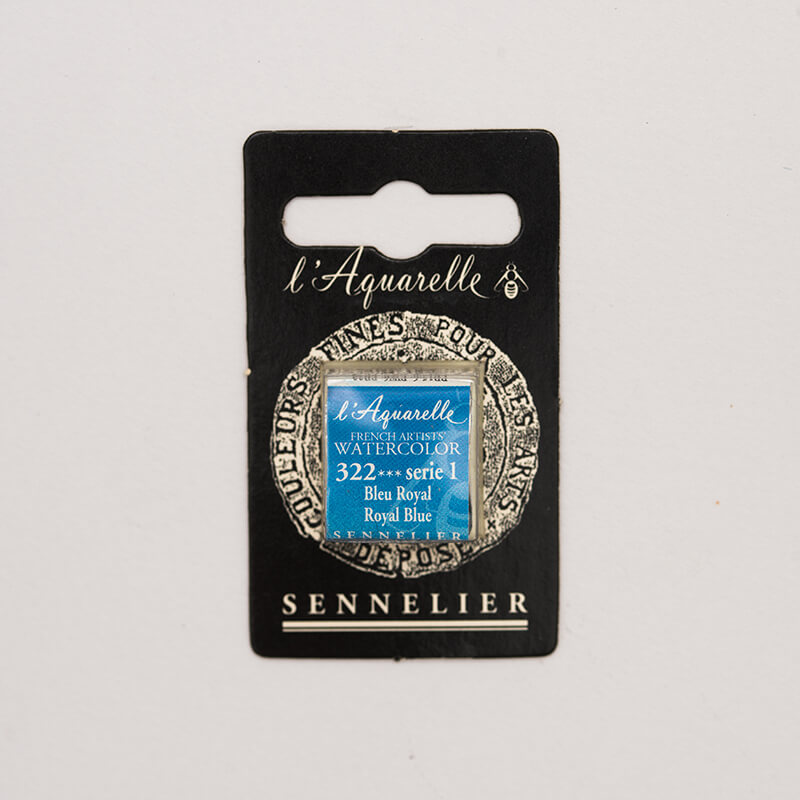 l'Aquarelle
COULEURS FINES POUR LES ARTS
DÉPOSÉ
l'Aquarelle
FRENCH ARTISTS'
WATERCOLOR
322*** serie 1
Bleu Royal
Royal Blue
SENNELIER
SENNELIER